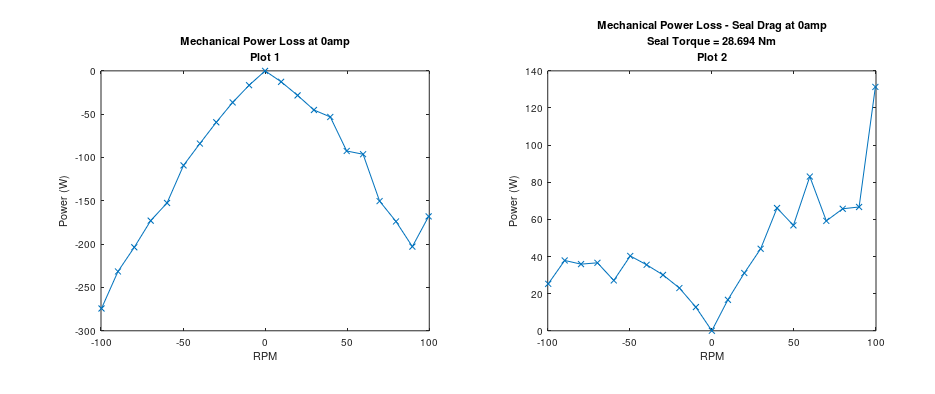 Mechanical Power Loss at 0amp
Plot 1
0
-50
-100
-150
-200
-250
-300
Power (W)
-100
-50
0
50
100
RPM
Mechanical Power Loss - Seal Drag at 0amp
Seal Torque = 28.694 Nm
Plot 2
140
120
100
80
60
40
20
0
Power (W)
-100
-50
0
50
100
RPM